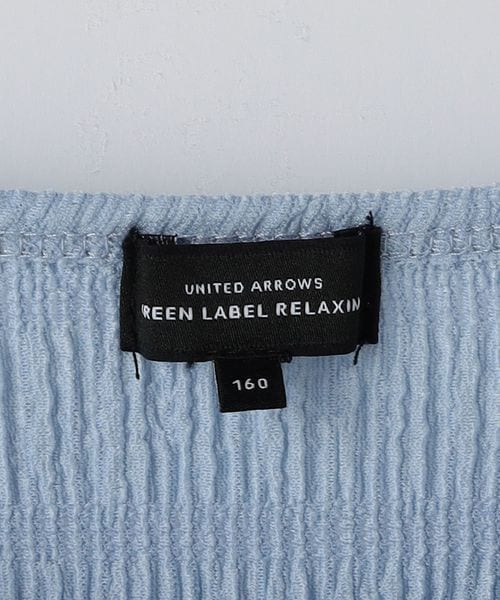 UNITED ARROWS
REEN LABEL RELAXIN
160